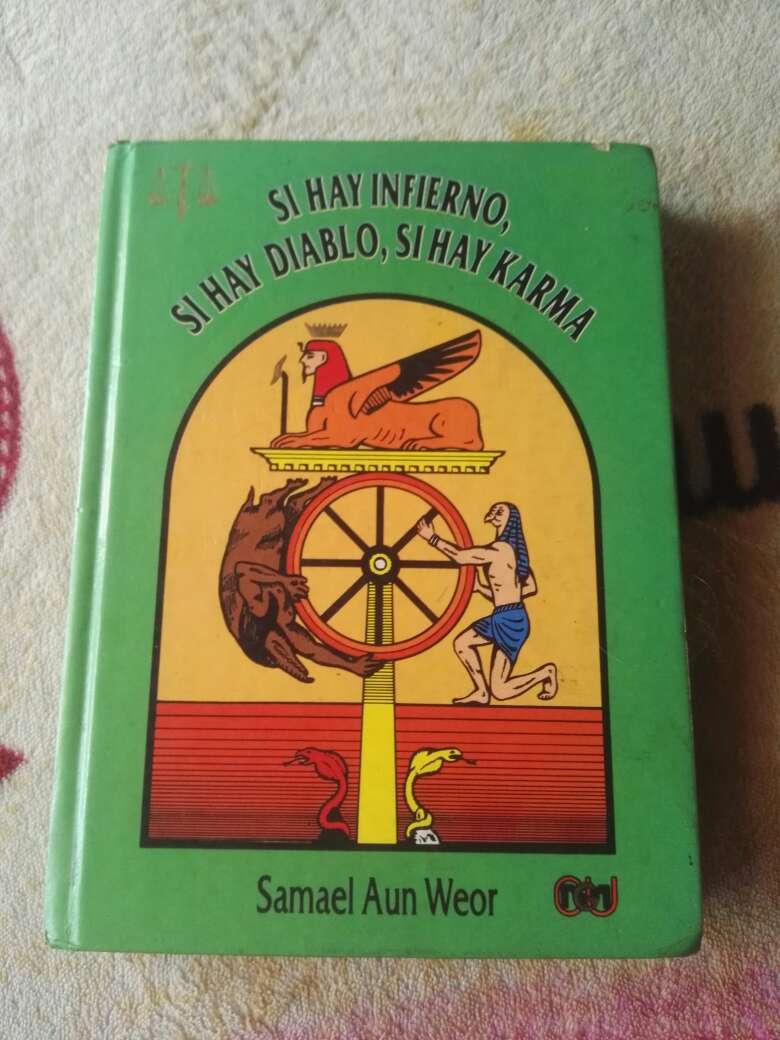 SI HAY INFIERNO,
SI HAY DIABLO, SI HAY KARMA
Samael Aun Weor